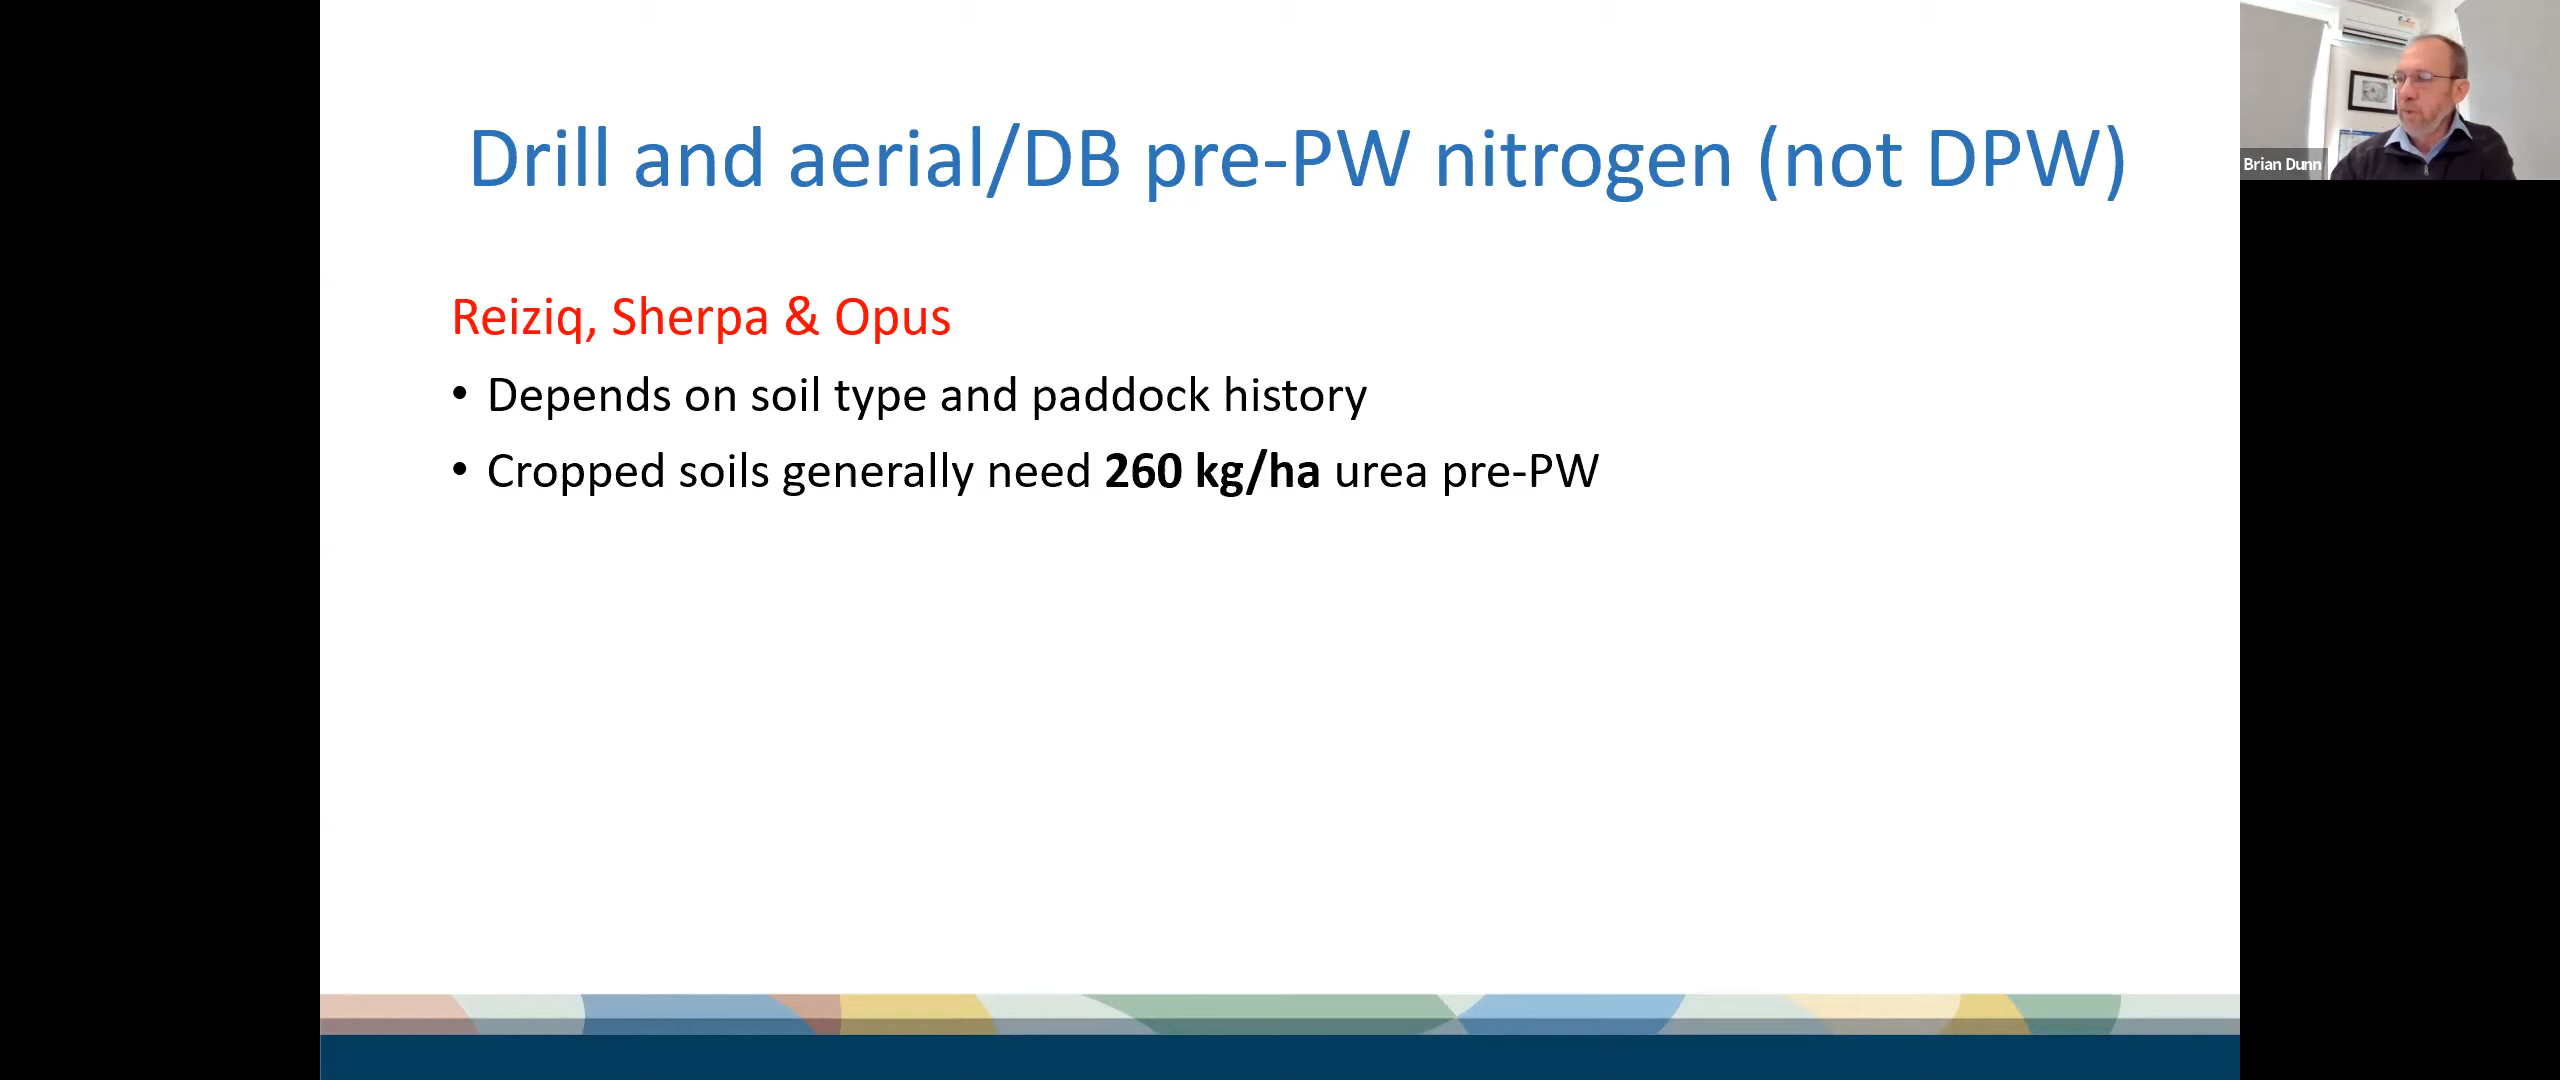 Drill and aerial/DB pre-PW nitrogen (not DPW)
Reiziq, Sherpa & Opus
• Depends on soil type and paddock history
• Cropped soils generally need 260 kg/ha urea pre-PW
Brian Dunn